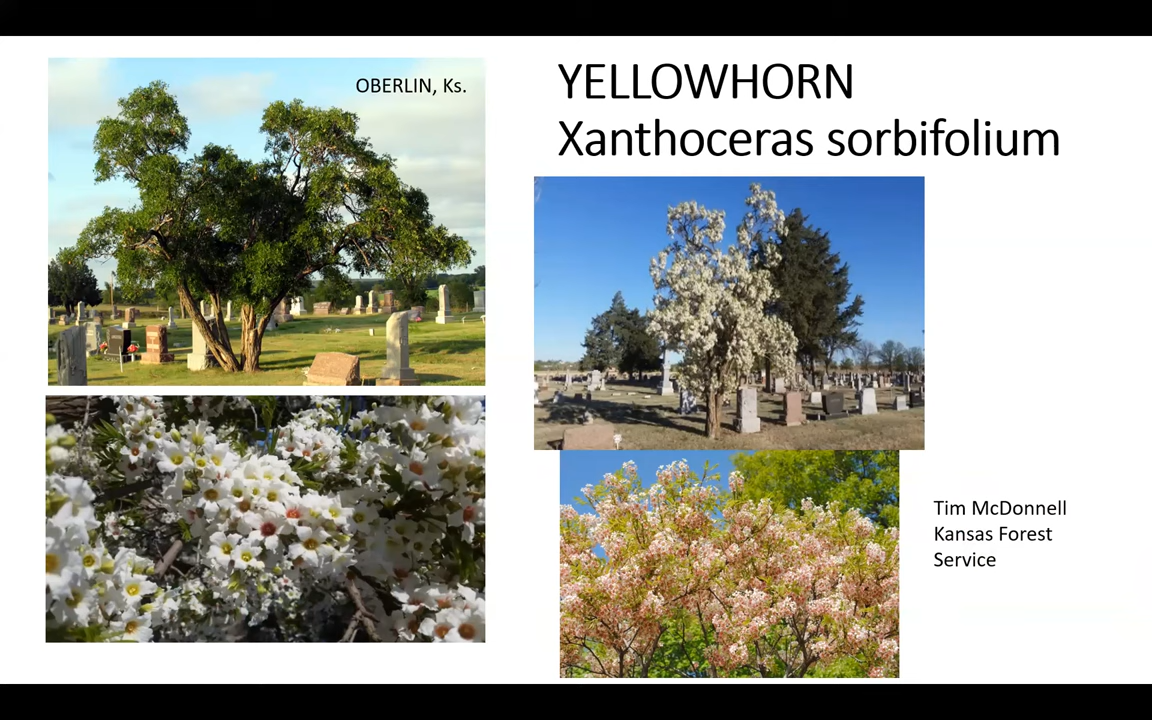 OBERLIN, Ks.
YELLOWHORN
Xanthoceras sorbifolium
Tim McDonnell
Kansas Forest
Service